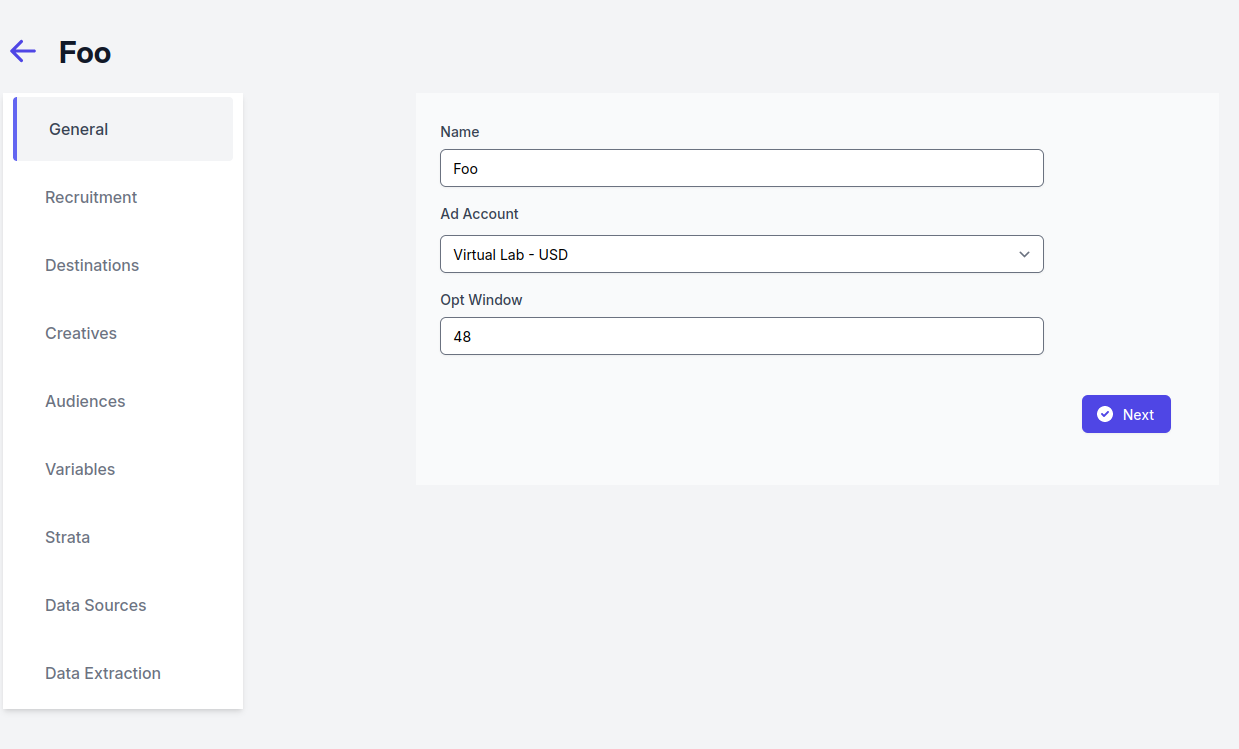 Foo
General
Recruitment
Destinations
Creatives
Audiences
Variables
Strata
Data Sources
Data Extraction
Name
Foo
Ad Account
Virtual Lab - USD
Opt Window
48
Next